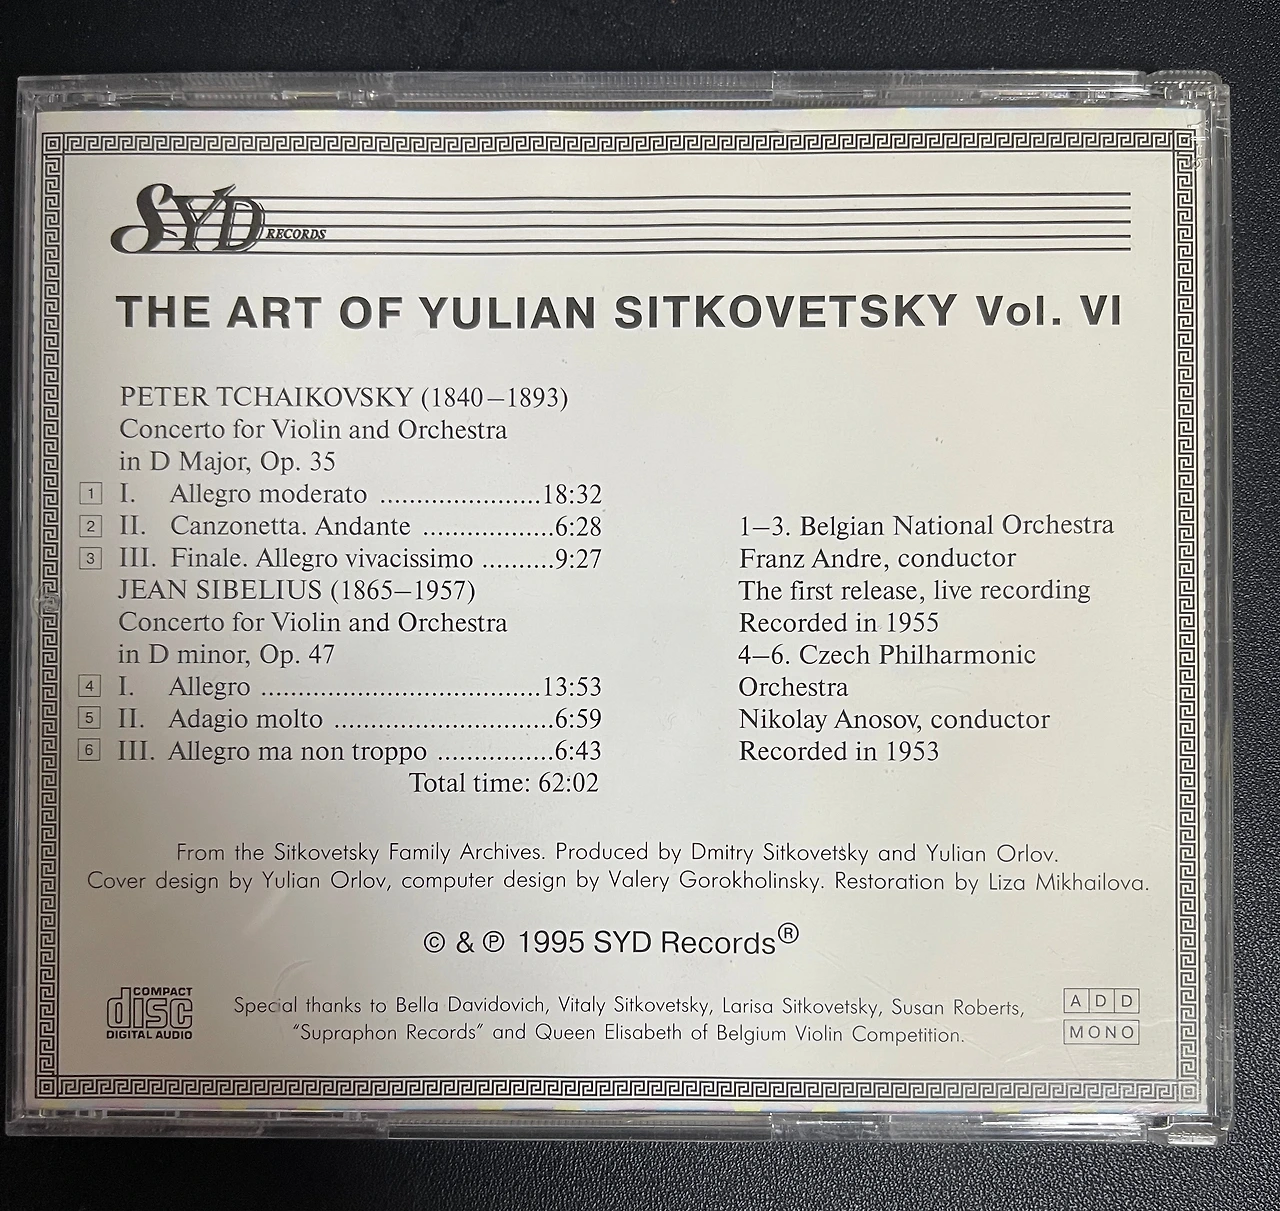 SYD RECORDS
THE ART OF YULIAN SITKOVETSKY Vol. VI
PETER TCHAIKOVSKY (1840–1893)
Concerto for Violin and Orchestra
in D Major, Op. 35
1 I. Allegro moderato ......................18:32
2 II. Canzonetta. Andante ..................6:28
3 III. Finale. Allegro vivacissimo ..........9:27
JEAN SIBELIUS (1865–1957)
Concerto for Violin and Orchestra
in D minor, Op. 47
4 I. Allegro ......................................13:53
5 II. Adagio molto ..............................6:59
6 III. Allegro ma non troppo ................6:43
Total time: 62:02
1–3. Belgian National Orchestra
Franz Andre, conductor
The first release, live recording
Recorded in 1955
4–6. Czech Philharmonic
Orchestra
Nikolay Anosov, conductor
Recorded in 1953
From the Sitkovetsky Family Archives. Produced by Dmitry Sitkovetsky and Yulian Orlov.
Cover design by Yulian Orlov, computer design by Valery Gorokholinsky. Restoration by Liza Mikhailova.
© & ℗ 1995 SYD Records®
COMPACT
disc
DIGITAL AUDIO
Special thanks to Bella Davidovich, Vitaly Sitkovetsky, Larisa Sitkovetsky, Susan Roberts,
"Supraphon Records" and Queen Elisabeth of Belgium Violin Competition.
A D D
MONO